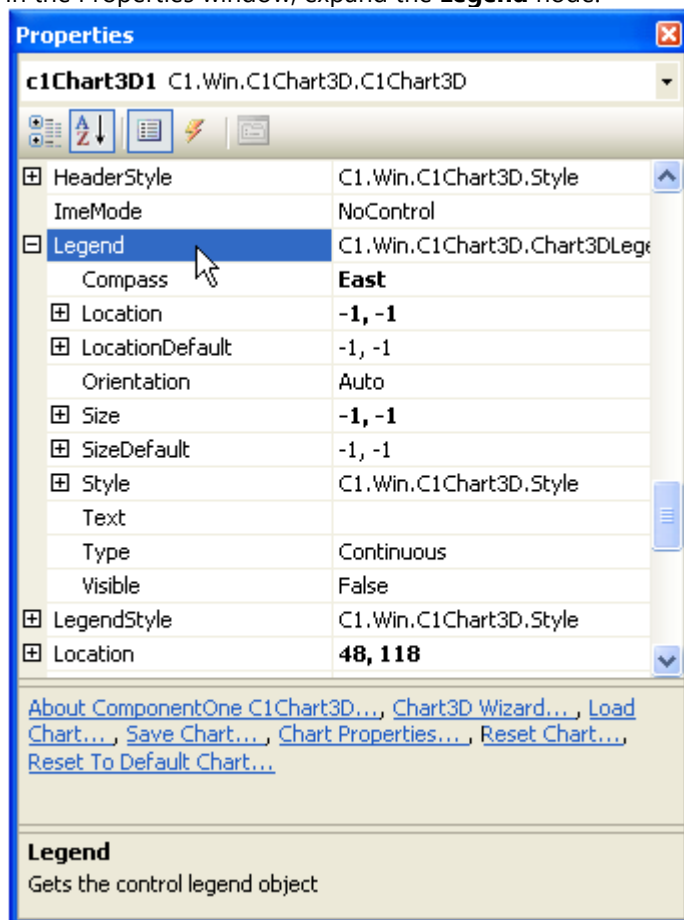 In the Properties window, expand the Legend node.
Properties
c1Chart3D1 C1.Win.C1Chart3D.C1Chart3D
HeaderStyle C1.Win.C1Chart3D.Style
ImeMode NoControl
Legend C1.Win.C1Chart3D.Chart3DLege
Compass East
Location -1, -1
LocationDefault -1, -1
Orientation Auto
Size -1, -1
SizeDefault -1, -1
Style C1.Win.C1Chart3D.Style
Text
Type Continuous
Visible False
LegendStyle C1.Win.C1Chart3D.Style
Location 48, 118
About ComponentOne C1Chart3D..., Chart3D Wizard..., Load
Chart..., Save Chart..., Chart Properties..., Reset Chart...,
Reset To Default Chart...
Legend
Gets the control legend object